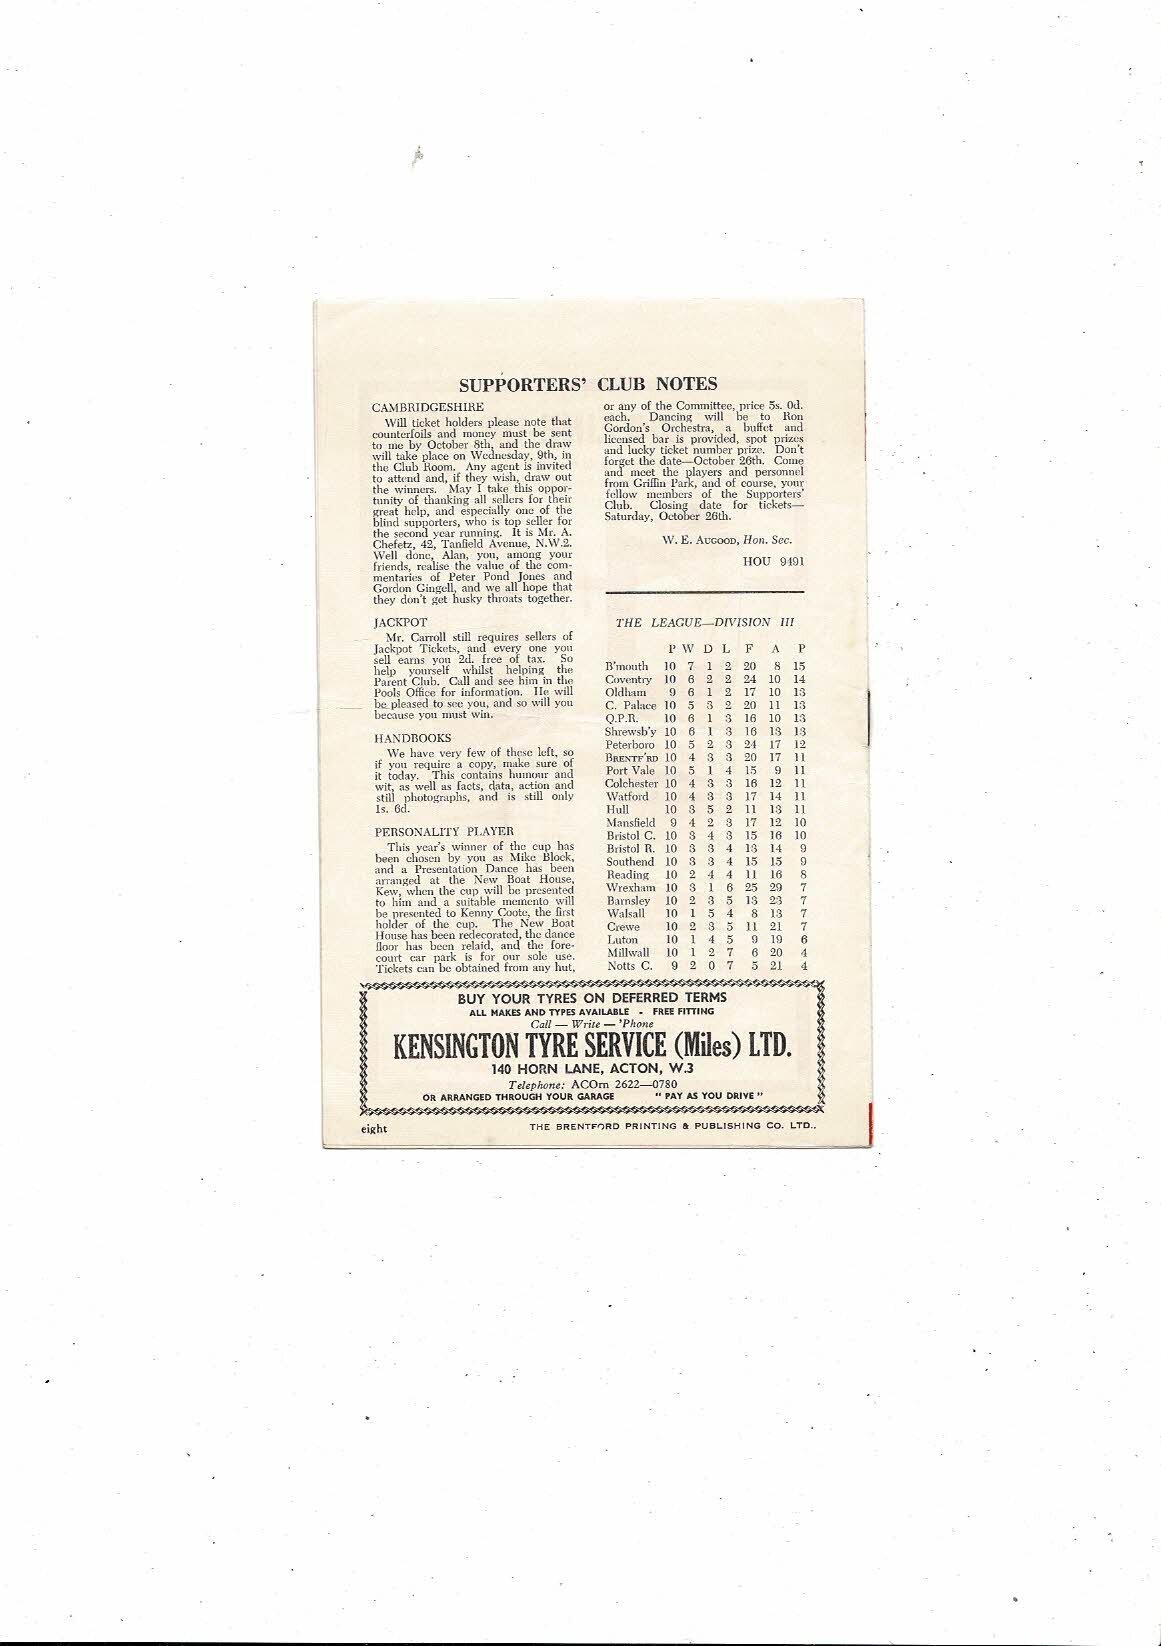 SUPPORTERS' CLUB NOTES
CAMBRIDGESHIRE
Will ticket holders please note that
counterfoils and money must be sent
to me by October 8th, and the draw
will take place on Wednesday, 9th, in
the Club Room. Any agent is invited
to attend and, if they wish, draw out
the winners. May I take this oppor-
tunity of thanking all sellers for their
great help, and especially one of the
blind supporters, who is top seller for
the second year running. It is Mr. A.
Chefetz, 42, Tanfield Avenue, N.W.2.
Well done, Alan, you, among your
friends, realise the value of the com-
mentaries of Peter Pond Jones and
Gordon Gingell, and we all hope that
they don't get husky throats together.
JACKPOT
Mr. Carroll still requires sellers of
Jackpot Tickets, and every one you
sell earns you 2d. free of tax. So
help yourself whilst helping the
Parent Club. Call and see him in the
Pools Office for information. He will
be pleased to see you, and so will you
because you must win.
HANDBOOKS
We have very few of these left, so
if you require a copy, make sure of
it today. This contains humour and
wit, as well as facts, data, action and
still photographs, and is still only
1s. 6d.
PERSONALITY PLAYER
This year's winner of the cup has
been chosen by you as Mike Block,
and a Presentation Dance has been
arranged at the New Boat House,
Kew, when the cup will be presented
to him and a suitable memento will
be presented to Kenny Coote, the first
holder of the cup. The New Boat
House has been redecorated, the dance
floor has been relaid, and the fore-
court car park is for our sole use.
Tickets can be obtained from any hut,
or any of the Committee, price 5s. 0d.
each. Dancing will be to Ron
Gordon's Orchestra, a buffet and
licensed bar is provided, spot prizes
and lucky ticket number prize. Don't
forget the date—October 26th. Come
and meet the players and personnel
from Griffin Park, and of course, your
fellow members of the Supporters'
Club. Closing date for tickets—
Saturday, October 26th.
W. E. AUGOOD, Hon. Sec.
HOU 9491
THE LEAGUE—DIVISION III
P W D L F A P
B'mouth 10 7 1 2 20 8 15
Coventry 10 6 2 2 24 10 14
Oldham 9 6 1 2 17 10 13
C. Palace 10 5 3 2 20 11 13
Q.P.R. 10 6 1 3 16 10 13
Shrewsb'y 10 6 1 3 16 13 13
Peterboro 10 5 2 3 24 17 12
BRENTF'RD 10 4 3 3 20 17 11
Port Vale 10 5 1 4 15 9 11
Colchester 10 4 3 3 16 12 11
Watford 10 4 3 3 17 14 11
Hull 10 3 5 2 11 13 11
Mansfield 9 4 2 3 17 12 10
Bristol C. 10 3 4 3 15 16 10
Bristol R. 10 3 3 4 13 14 9
Southend 10 3 3 4 15 15 9
Reading 10 2 4 4 11 16 8
Wrexham 10 3 1 6 25 29 7
Barnsley 10 2 3 5 13 23 7
Walsall 10 1 5 4 8 13 7
Crewe 10 2 3 5 11 21 7
Luton 10 1 4 5 9 19 6
Millwall 10 1 2 7 6 20 4
Notts C. 9 2 0 7 5 21 4
BUY YOUR TYRES ON DEFERRED TERMS
ALL MAKES AND TYPES AVAILABLE - FREE FITTING
Call — Write — 'Phone
KENSINGTON TYRE SERVICE (Miles) LTD.
140 HORN LANE, ACTON, W.3
Telephone: ACOrn 2622—0780
OR ARRANGED THROUGH YOUR GARAGE " PAY AS YOU DRIVE "
eight THE BRENTFORD PRINTING & PUBLISHING CO. LTD..